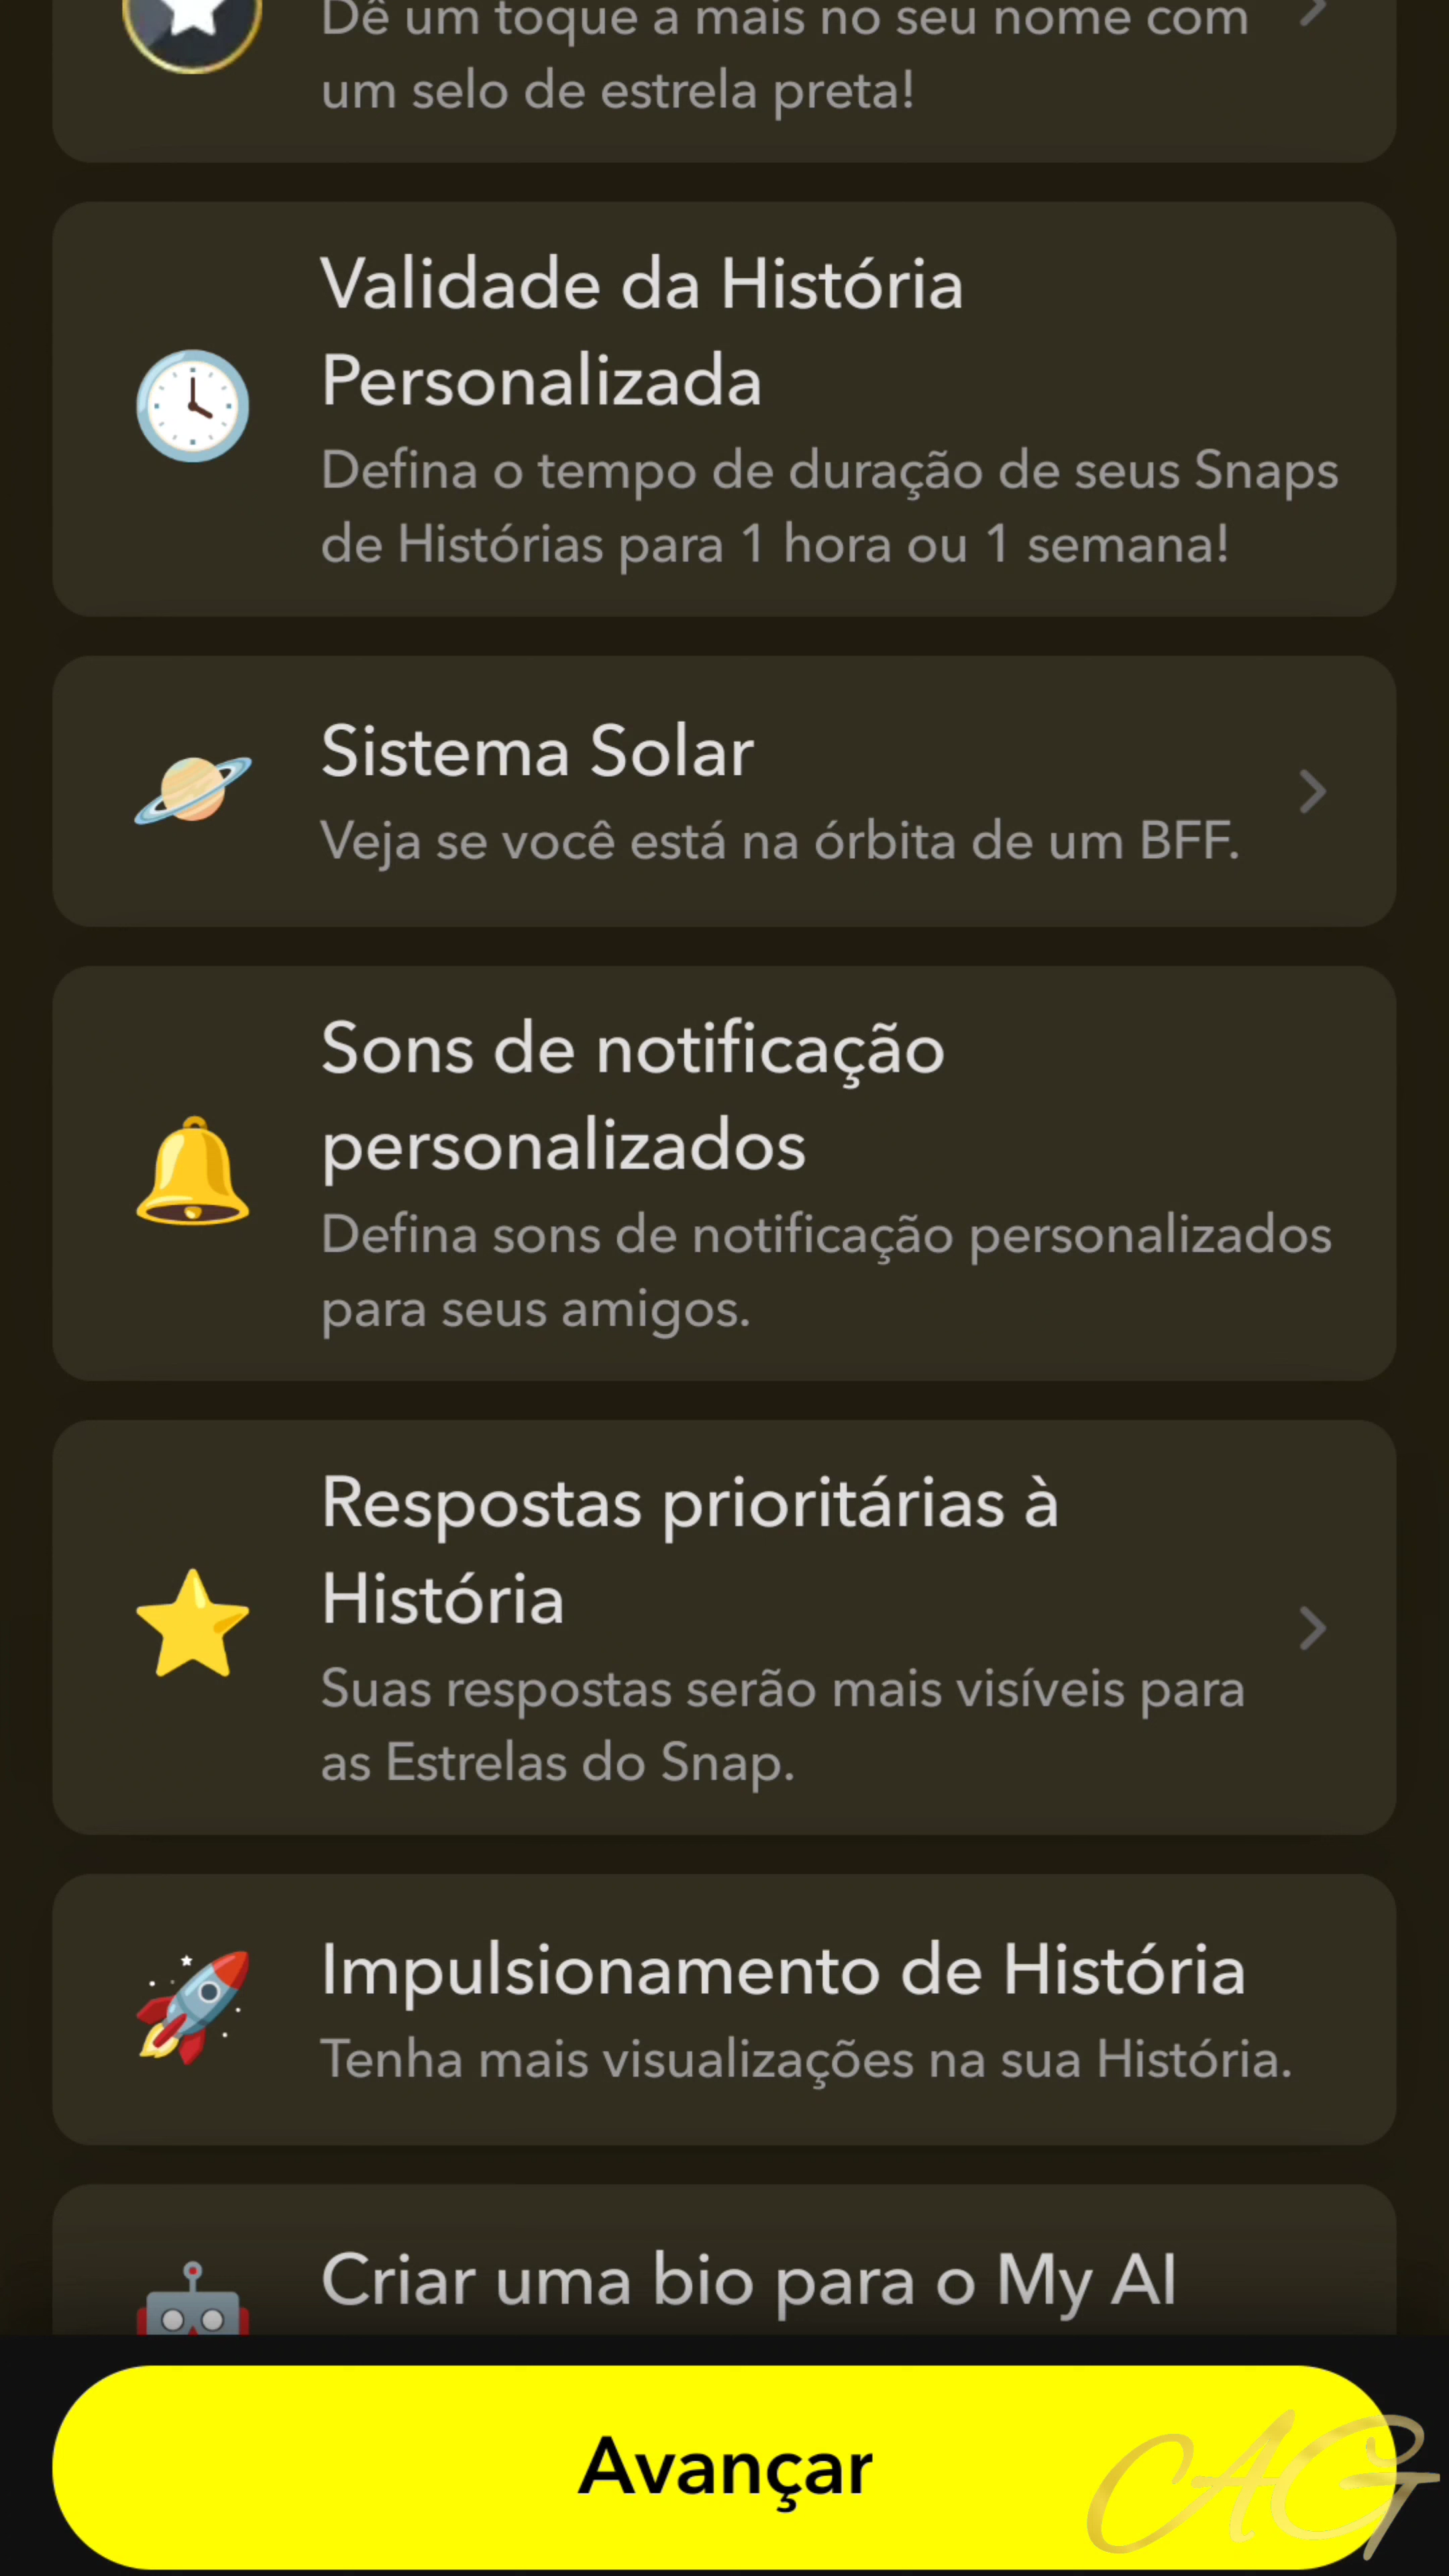 Dê um toque a mais no seu nome com
um selo de estrela preta!
Validade da História
Personalizada
Defina o tempo de duração de seus Snaps
de Histórias para 1 hora ou 1 semana!
Sistema Solar
Veja se você está na órbita de um BFF.
Sons de notificação
personalizados
Defina sons de notificação personalizados
para seus amigos.
Respostas prioritárias à
História
Suas respostas serão mais visíveis para
as Estrelas do Snap.
Impulsionamento de História
Tenha mais visualizações na sua História.
Criar uma bio para o My AI
Avançar
CAG